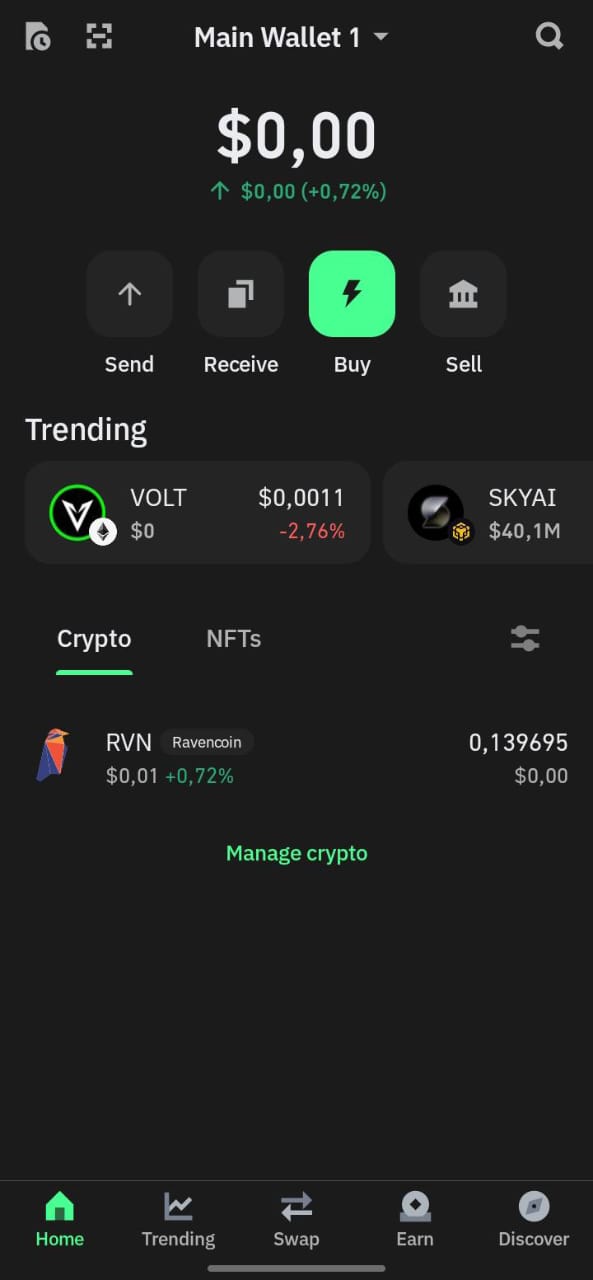 Main Wallet 1
$0,00
$0,00 (+0,72%)
Send Receive Buy Sell
Trending
VOLT $0,0011 SKYAI
$0 -2,76% $40,1M
Crypto NFTs
RVN Ravencoin 0,139695
$0,01 +0,72% $0,00
Manage crypto
Home Trending Swap Earn Discover